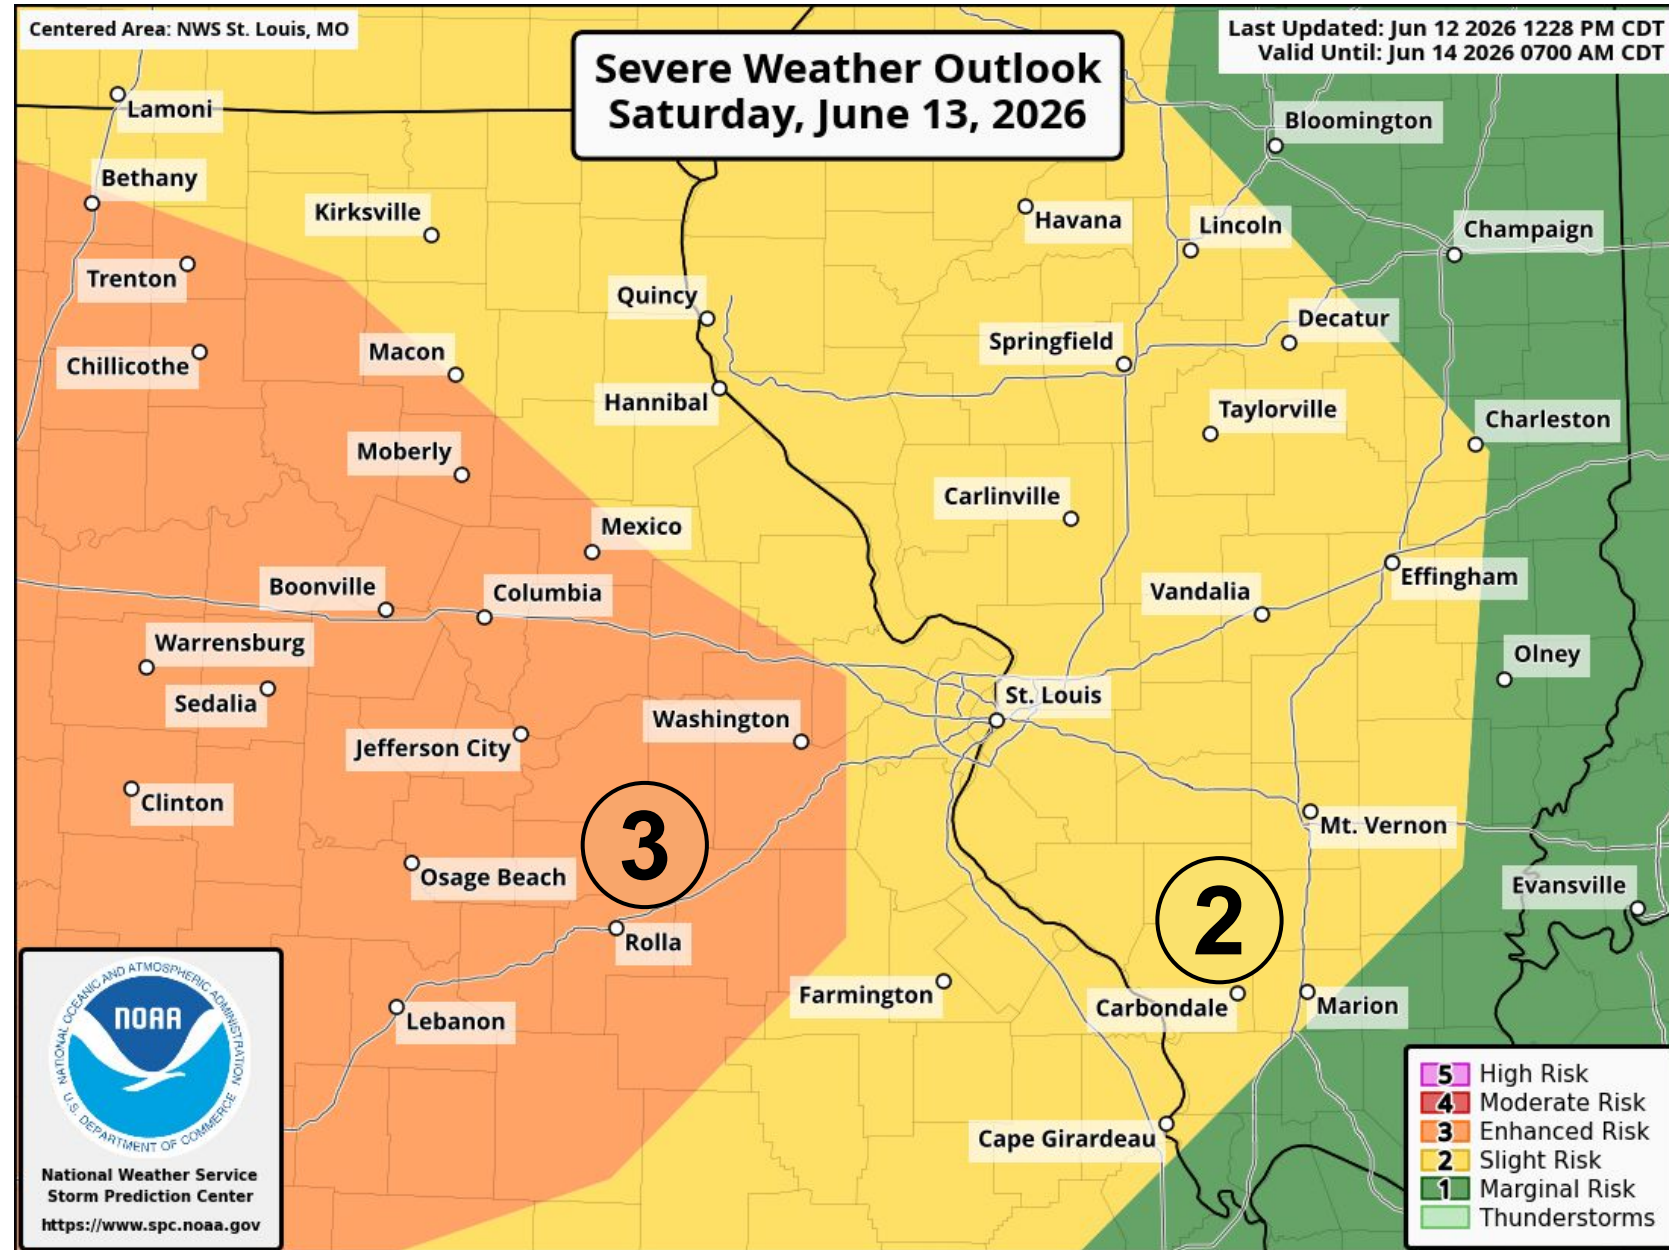 Centered Area: NWS St. Louis, MO
Severe Weather Outlook
Saturday, June 13, 2026
Last Updated: Jun 12 2026 1228 PM CDT
Valid Until: Jun 14 2026 0700 AM CDT
Lamoni
Bloomington
Bethany
Kirksville
Havana
Lincoln
Champaign
Trenton
Quincy
Decatur
Chillicothe
Macon
Springfield
Hannibal
Taylorville
Charleston
Moberly
Carlinville
Mexico
Boonville
Columbia
Vandalia
Effingham
Warrensburg
Olney
Sedalia
St. Louis
Washington
Jefferson City
Clinton
Mt. Vernon
3
Osage Beach
Evansville
2
Rolla
Farmington
Carbondale
Marion
Lebanon
Cape Girardeau
NATIONAL OCEANIC AND ATMOSPHERIC ADMINISTRATION
NOAA
U.S. DEPARTMENT OF COMMERCE
National Weather Service
Storm Prediction Center
https://www.spc.noaa.gov
5 High Risk
4 Moderate Risk
3 Enhanced Risk
2 Slight Risk
1 Marginal Risk
Thunderstorms